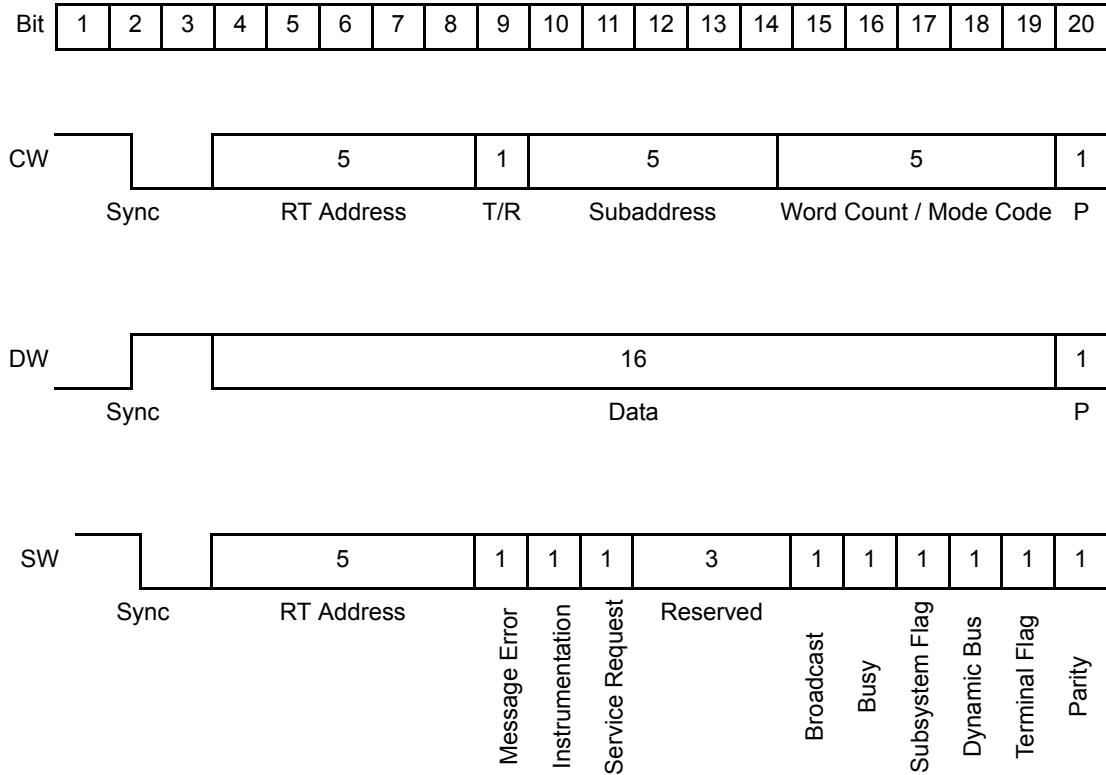 Bit 1 2 3 4 5 6 7 8 9 10 11 12 13 14 15 16 17 18 19 20
CW 5 1 5 5 1
Sync RT Address T/R Subaddress Word Count / Mode Code P
DW 16 1
Sync Data P
SW 5 1 1 1 3 1 1 1 1 1 1
Sync RT Address Reserved
Message Error
Instrumentation
Service Request
Broadcast
Busy
Subsystem Flag
Dynamic Bus
Terminal Flag
Parity